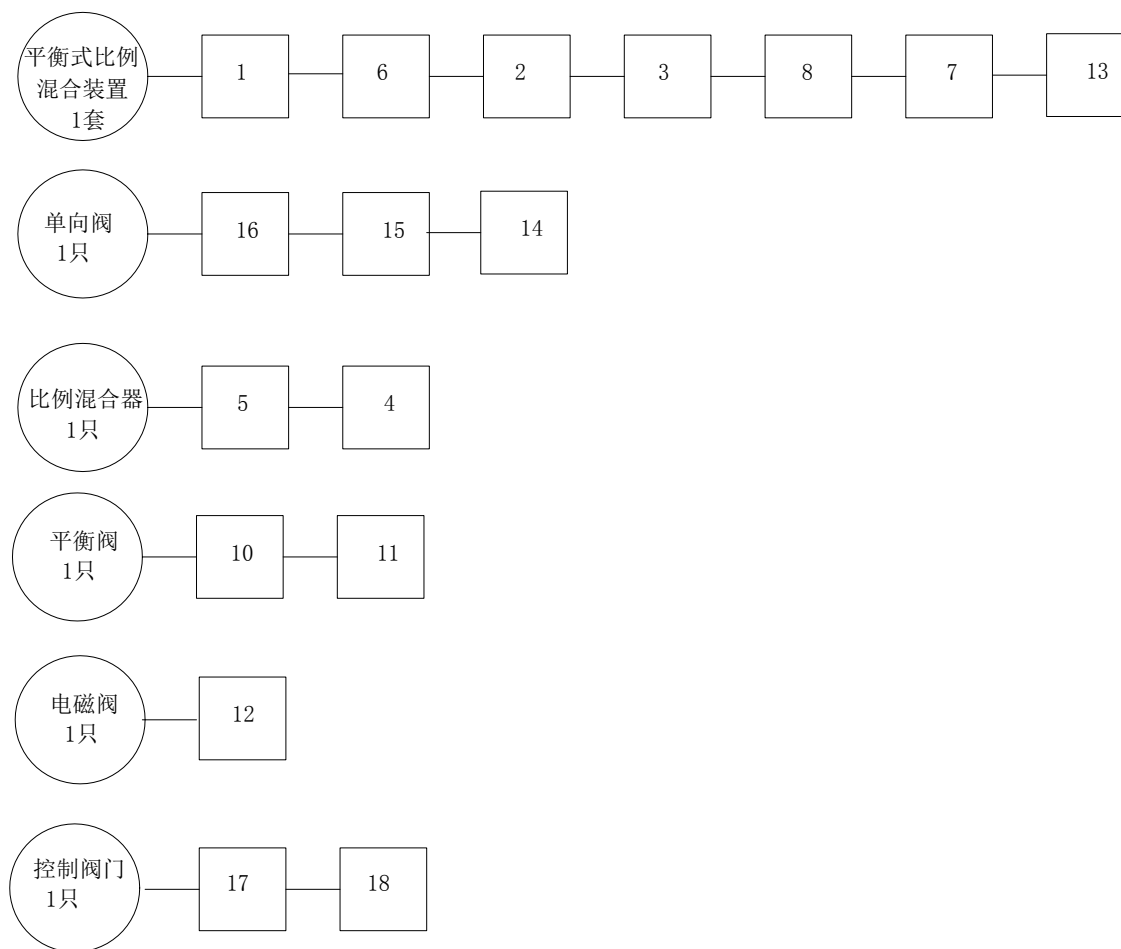 平衡式比例
混合装置
1套
1 6 2 3 8 7 13
单向阀
1只
16 15 14
比例混合器
1只
5 4
平衡阀
1只
10 11
电磁阀
1只
12
控制阀门
1只
17 18